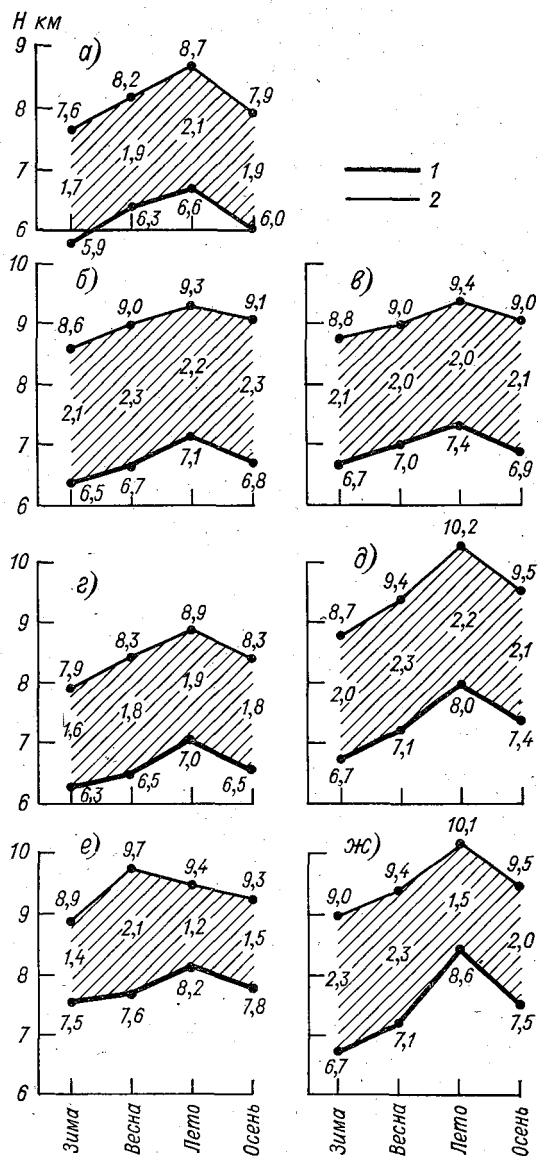 H км
9
8
7
6
а)
7,6 8,2 8,7 7,9
1,7 1,9 2,1 1,9
5,9 6,3 6,6 6,0
1
2
10
9
8
7
6
б)
8,6 9,0 9,3 9,1
2,1 2,3 2,2 2,3
6,5 6,7 7,1 6,8
в)
8,8 9,0 9,4 9,0
2,1 2,0 2,0 2,1
6,7 7,0 7,4 6,9
10
9
8
7
6
г)
7,9 8,3 8,9 8,3
1,6 1,8 1,9 1,8
6,3 6,5 7,0 6,5
д)
8,7 9,4 10,2 9,5
2,0 2,3 2,2 2,1
6,7 7,1 8,0 7,4
10
9
8
7
6
е)
8,9 9,7 9,4 9,3
1,4 2,1 1,2 1,5
7,5 7,6 8,2 7,8
ж)
9,0 9,4 10,1 9,5
2,3 2,3 1,5 2,0
6,7 7,1 8,6 7,5
Зима Весна Лето Осень
Зима Весна Лето Осень